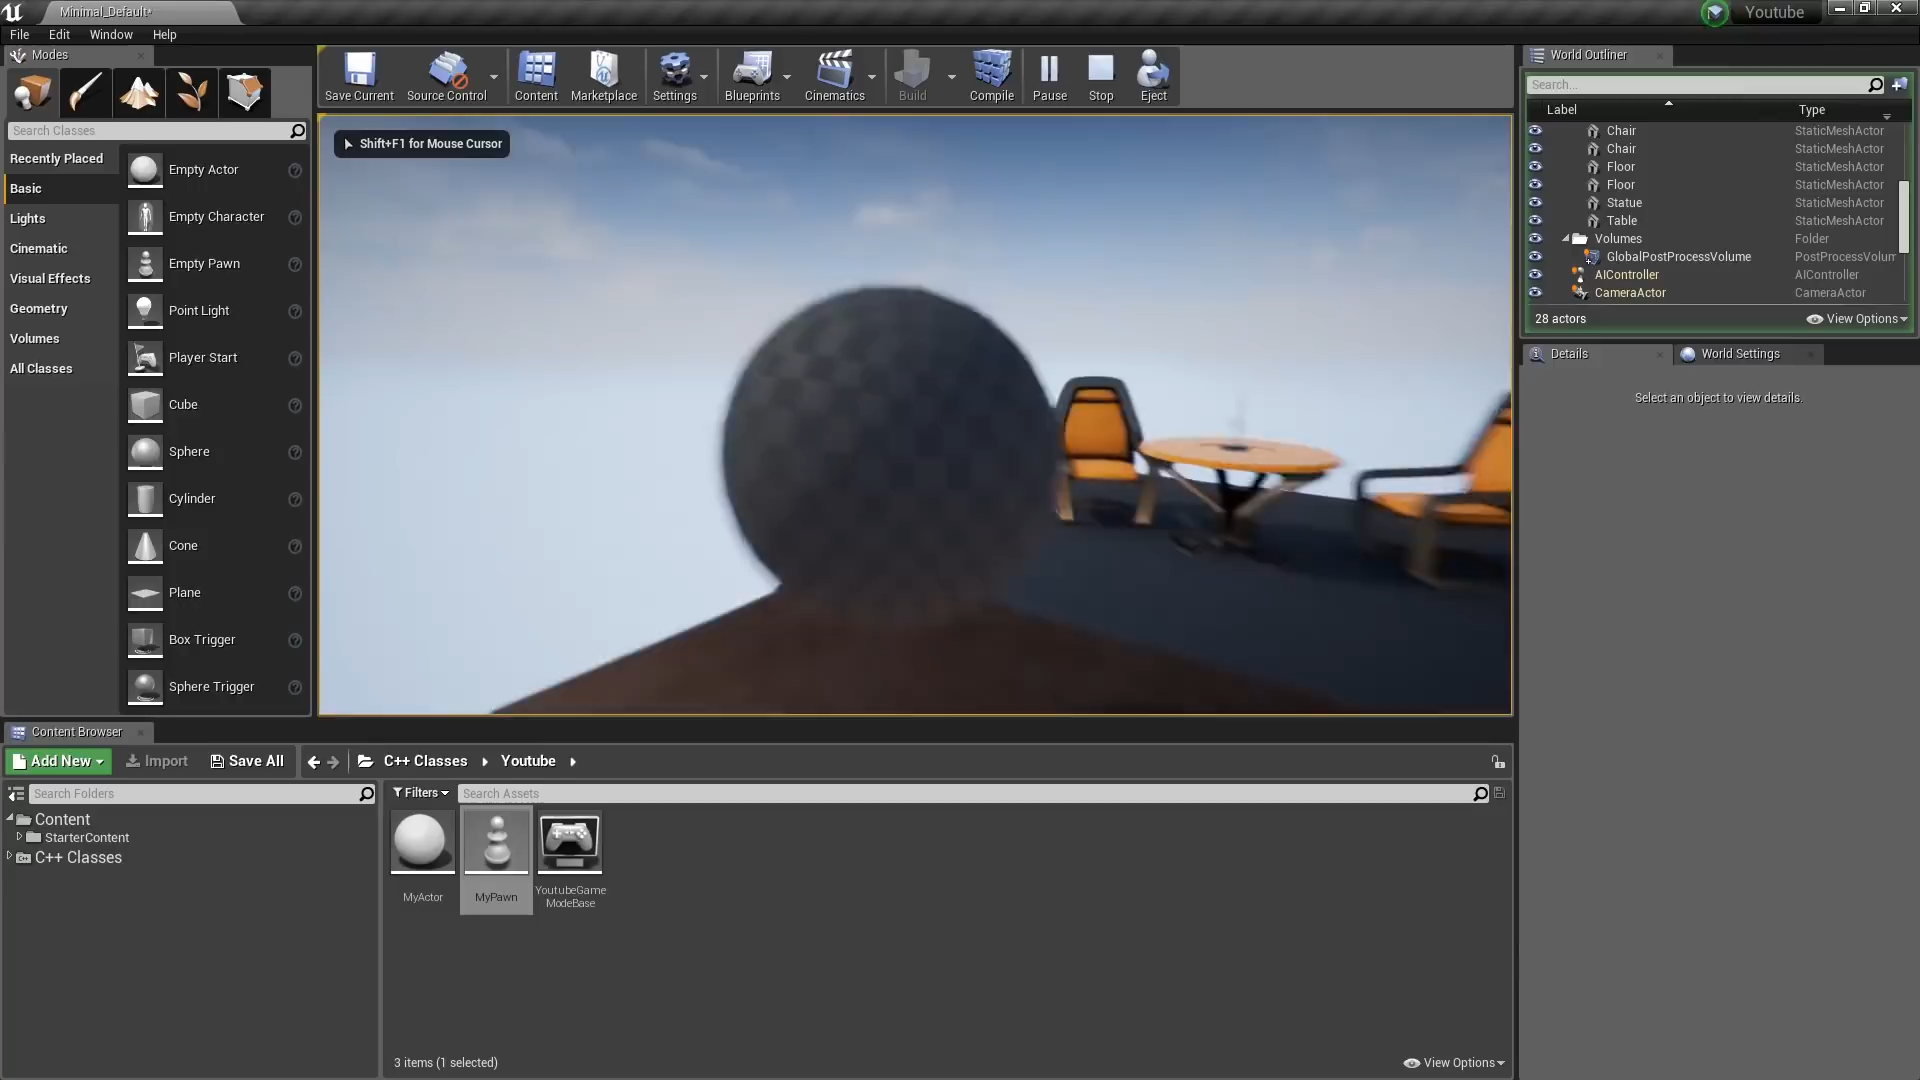 Minimal_Default*
Youtube
File Edit Window Help
Modes
Search Classes
Recently Placed
Basic
Lights
Cinematic
Visual Effects
Geometry
Volumes
All Classes
Empty Actor
Empty Character
Empty Pawn
Point Light
Player Start
Cube
Sphere
Cylinder
Cone
Plane
Box Trigger
Sphere Trigger
Save Current Source Control Content Marketplace Settings Blueprints Cinematics Build Compile Pause Stop Eject
Shift+F1 for Mouse Cursor
World Outliner
Search...
Label Type
Chair StaticMeshActor
Chair StaticMeshActor
Floor StaticMeshActor
Floor StaticMeshActor
Statue StaticMeshActor
Table StaticMeshActor
Volumes Folder
GlobalPostProcessVolume PostProcessVolum
AIController AIController
CameraActor CameraActor
28 actors View Options
Details World Settings
Select an object to view details.
Content Browser
Add New Import Save All C++ Classes Youtube
Search Folders
Content
StarterContent
C++ Classes
Filters Search Assets
MyActor
MyPawn
YoutubeGame
ModeBase
3 items (1 selected) View Options